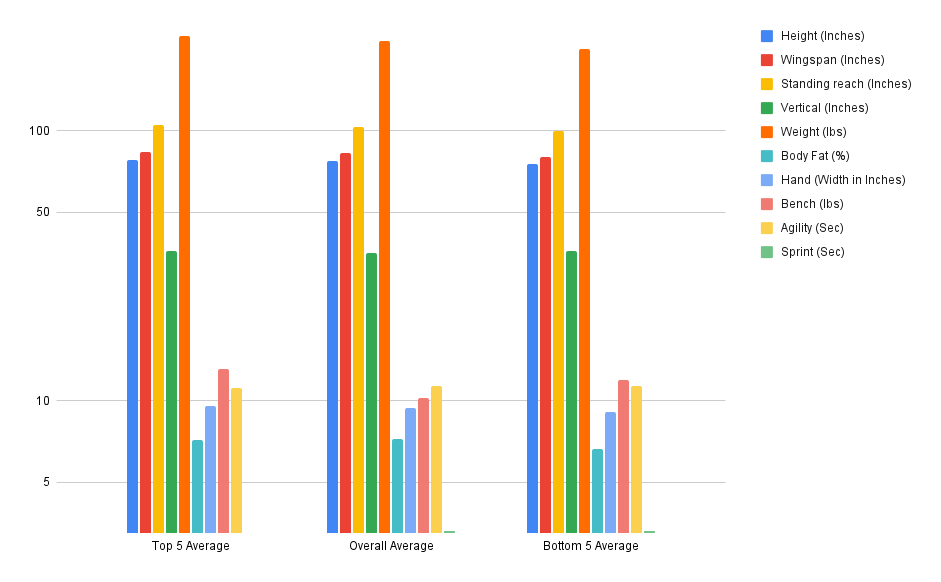 100
50
10
5
Top 5 Average
Overall Average
Bottom 5 Average
Height (Inches)
Wingspan (Inches)
Standing reach (Inches)
Vertical (Inches)
Weight (lbs)
Body Fat (%)
Hand (Width in Inches)
Bench (lbs)
Agility (Sec)
Sprint (Sec)